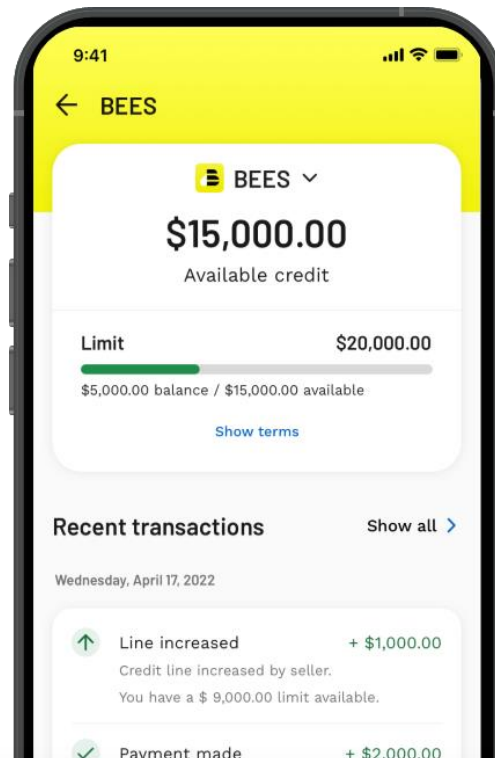 9:41
BEES
BEES
$15,000.00
Available credit
Limit $20,000.00
$5,000.00 balance / $15,000.00 available
Show terms
Recent transactions Show all
Wednesday, April 17, 2022
Line increased + $1,000.00
Credit line increased by seller.
You have a $ 9,000.00 limit available.
Payment made + $2,000.00